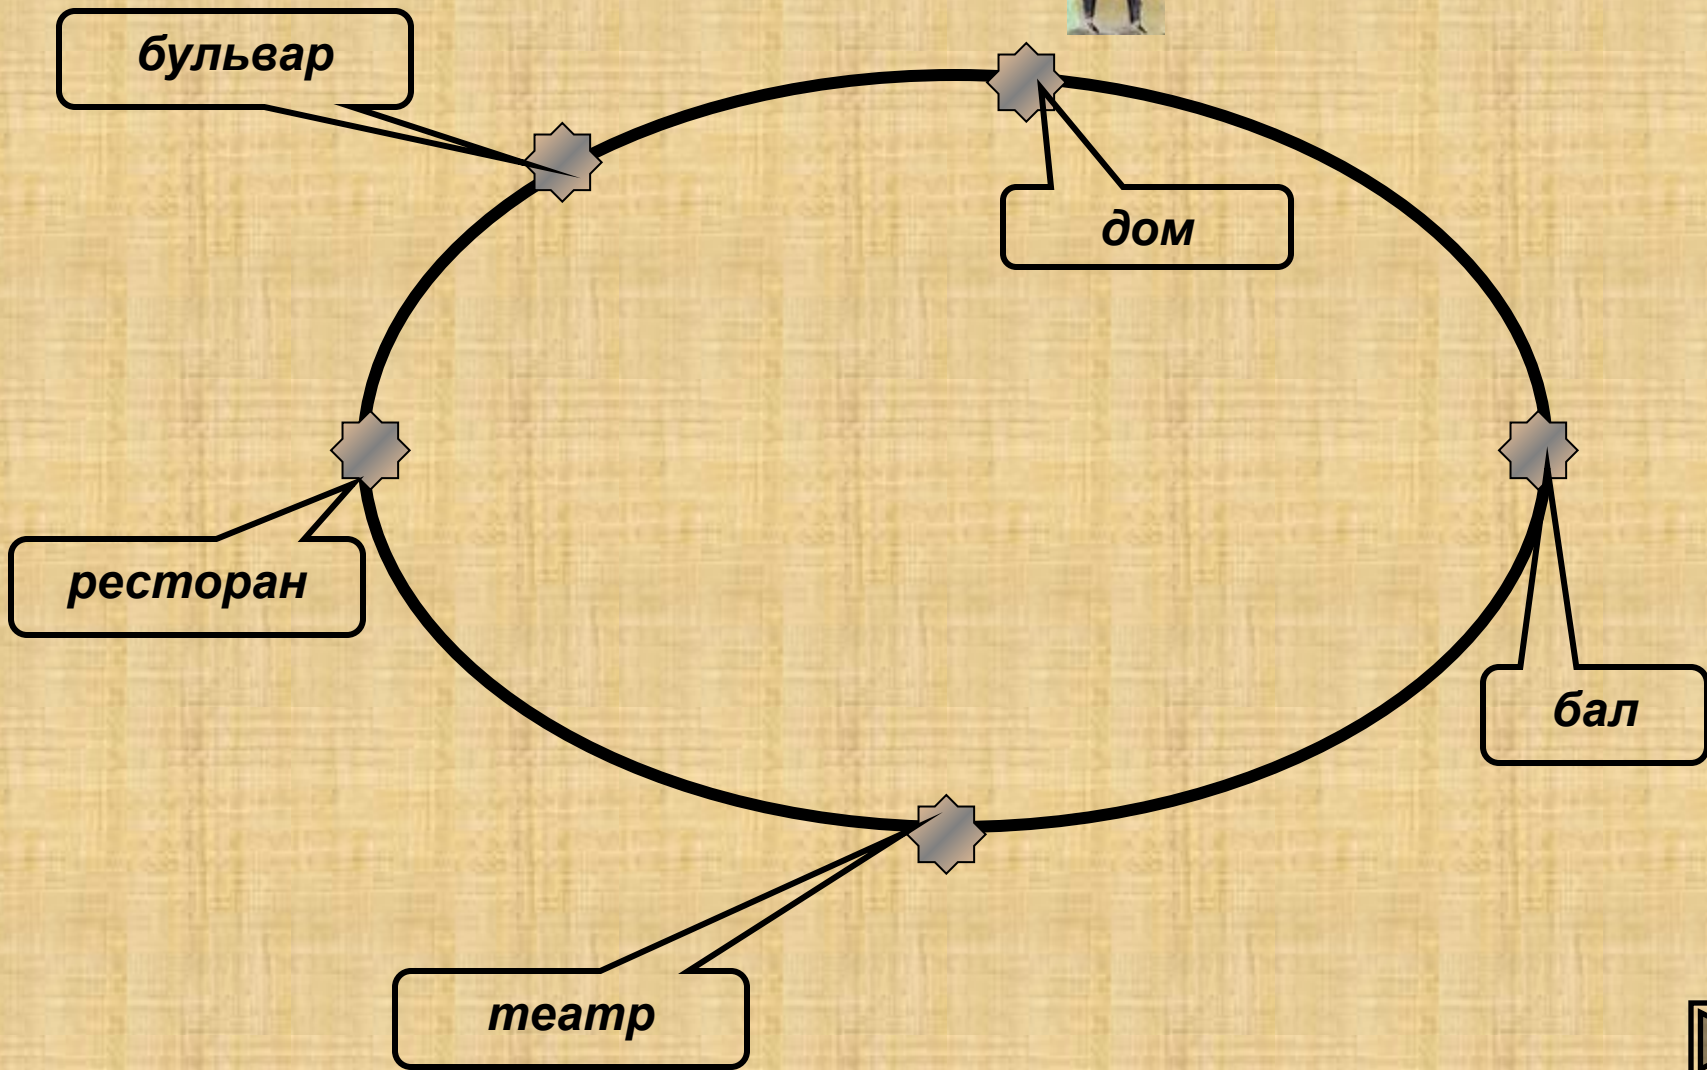 бульвар
дом
ресторан
бал
театр